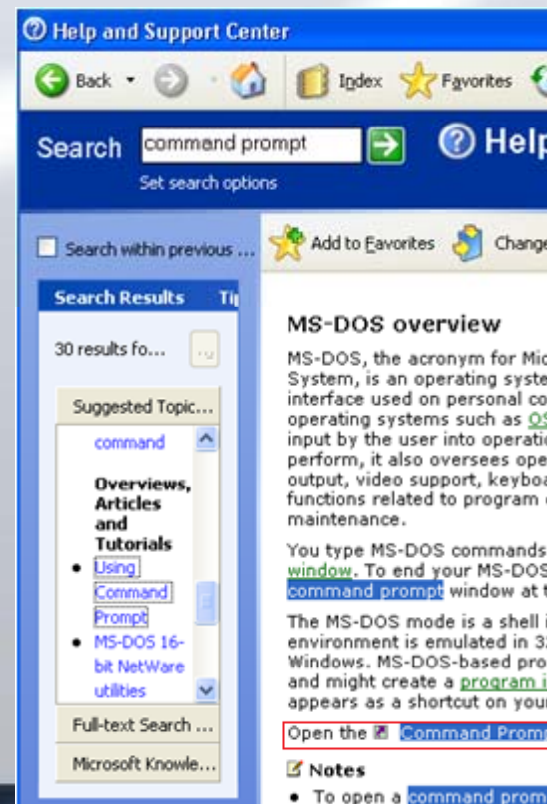 Help and Support Center
Back
Index
Favorites
Search
command prompt
Help
Set search options
Search within previous ...
Add to Favorites
Change
Search Results
30 results fo...
Suggested Topic...
command
Overviews,
Articles
and
Tutorials
Using
Command
Prompt
MS-DOS 16-
bit NetWare
utilities
Full-text Search ...
Microsoft Knowle...
MS-DOS overview
MS-DOS, the acronym for Mic
System, is an operating syste
interface used on personal co
operating systems such as OS
input by the user into operatio
perform, it also oversees ope
output, video support, keyboa
functions related to program
maintenance.
You type MS-DOS commands
window. To end your MS-DOS
command prompt window at t
The MS-DOS mode is a shell i
environment is emulated in 3
Windows. MS-DOS-based pro
and might create a program i
appears as a shortcut on your
Open the Command Promp
Notes
• To open a command prom